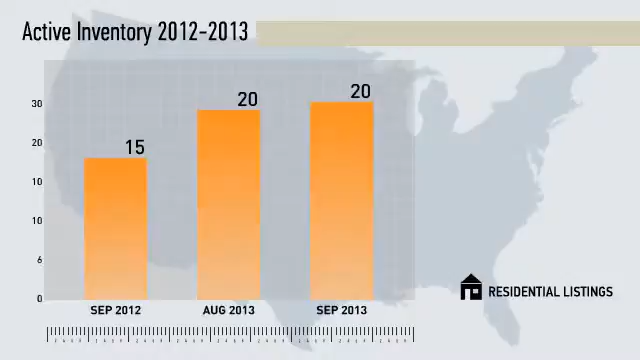 Active Inventory 2012-2013
30
20
10
10
6
0
15
20
20
SEP 2012
AUG 2013
SEP 2013
RESIDENTIAL LISTINGS